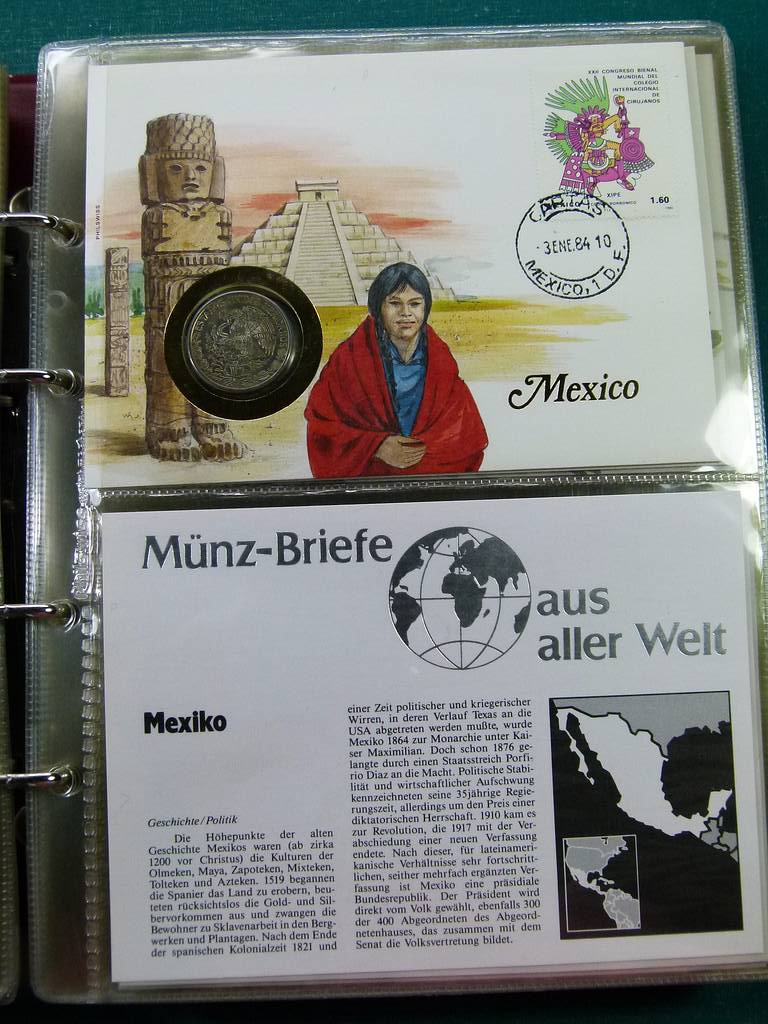 XXII CONGRESO BIENAL
MUNDIAL DEL
COLEGIO
INTERNACIONAL
DE
CIRUJANOS
XIPE
BORBONICO
MEXICO
1.60
CARTAS
3 ENE. 84 10
MEXICO, 1 D. F.
PHILSWISS
Mexico
Münz-Briefe
aus
aller Welt
Mexiko
Geschichte/Politik
Die Höhepunkte der alten
Geschichte Mexikos waren (ab zirka
1200 vor Christus) die Kulturen der
Olmeken, Maya, Zapoteken, Mixteken,
Tolteken und Azteken. 1519 begannen
die Spanier das Land zu erobern, beu-
teten rücksichtslos die Gold- und Sil-
bervorkommen aus und zwangen die
Bewohner zu Sklavenarbeit in den Berg-
werken und Plantagen. Nach dem Ende
der spanischen Kolonialzeit 1821 und
einer Zeit politischer und kriegerischer
Wirren, in deren Verlauf Texas an die
USA abgetreten werden mußte, wurde
Mexiko 1864 zur Monarchie unter Kai-
ser Maximilian. Doch schon 1876 ge-
langte durch einen Staatsstreich Porfi-
rio Diaz an die Macht. Politische Stabi-
lität und wirtschaftlicher Aufschwung
kennzeichneten seine 35jährige Regie-
rungszeit, allerdings um den Preis einer
diktatorischen Herrschaft. 1910 kam es
zur Revolution, die 1917 mit der Ver-
abschiedung einer neuen Verfassung
endete. Nach dieser, für lateinameri-
kanische Verhältnisse sehr fortschritt-
lichen, seither mehrfach ergänzten Ver-
fassung ist Mexiko eine präsidiale
Bundesrepublik. Der Präsident wird
direkt vom Volk gewählt, ebenfalls 300
der 400 Abgeordneten des Abgeord-
netenhauses, das zusammen mit dem
Senat die Volksvertretung bildet.